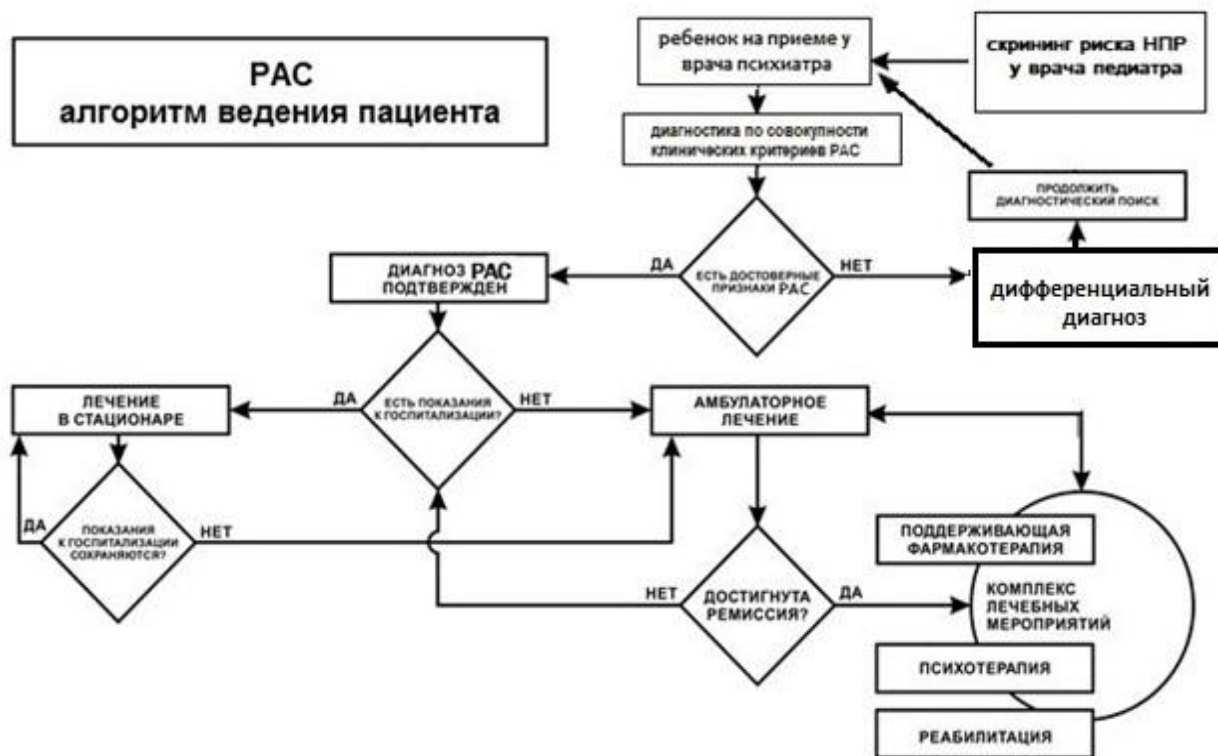 РАС
алгоритм ведения пациента
ребенок на приеме у
врача психиатра
скрининг риска НПР
у врача педиатра
диагностика по совокупности
клинических критериев РАС
ПРОДОЛЖИТЬ
ДИАГНОСТИЧЕСКИЙ ПОИСК
ЕСТЬ ДОСТОВЕРНЫЕ
ПРИЗНАКИ РАС
ДА
НЕТ
дифференциальный
диагноз
ДИАГНОЗ РАС
ПОДТВЕРЖДЕН
ЕСТЬ ПОКАЗАНИЯ
К ГОСПИТАЛИЗАЦИИ?
ДА
НЕТ
ЛЕЧЕНИЕ
В СТАЦИОНАРЕ
АМБУЛАТОРНОЕ
ЛЕЧЕНИЕ
ДА
ПОКАЗАНИЯ
К ГОСПИТАЛИЗАЦИИ
СОХРАНЯЮТСЯ?
НЕТ
НЕТ
ДОСТИГНУТА
РЕМИССИЯ?
ДА
ПОДДЕРЖИВАЮЩАЯ
ФАРМАКОТЕРАПИЯ
КОМПЛЕКС
ЛЕЧЕБНЫХ
МЕРОПРИЯТИЙ
ПСИХОТЕРАПИЯ
РЕАБИЛИТАЦИЯ